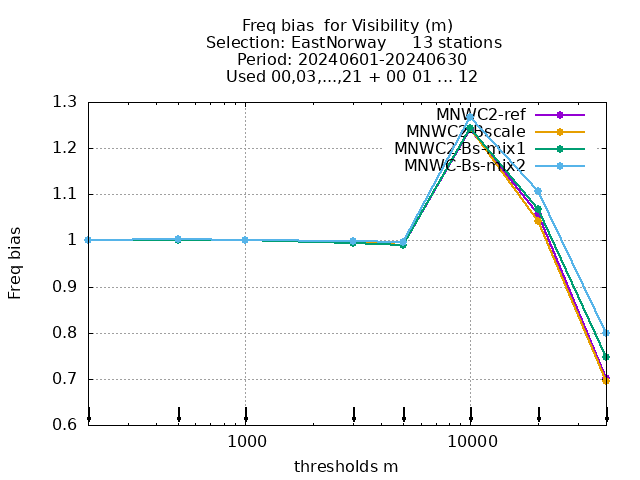 Freq bias  for Visibility (m)
Selection: EastNorway     13 stations
Period: 20240601-20240630
Used 00,03,...,21 + 00 01 ... 12
1.3
1.2
1.1
1
0.9
0.8
0.7
0.6
Freq bias
MNWC2-ref
MNWC2-Bscale
MNWC2-Bs-mix1
MNWC-Bs-mix2
1000
10000
thresholds m